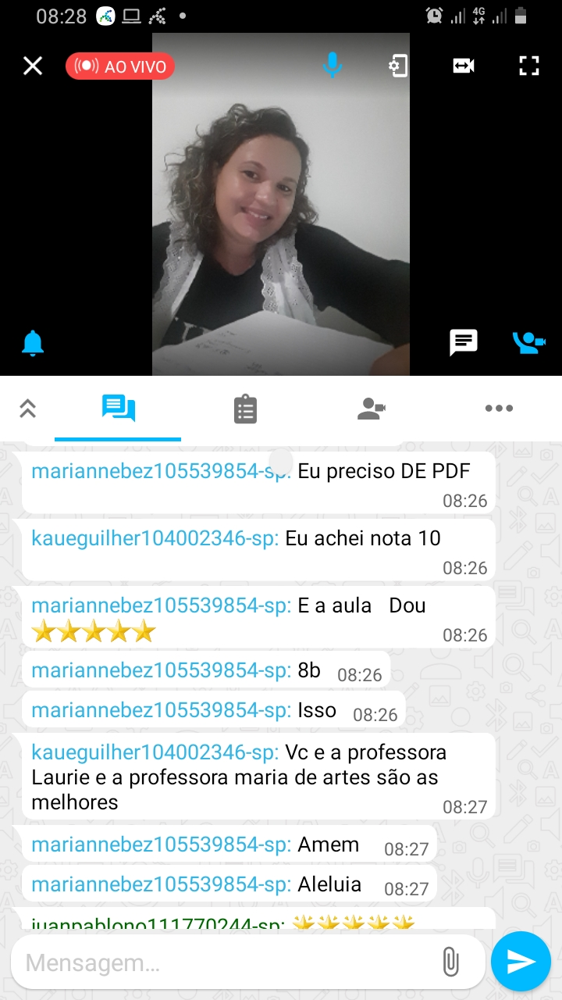 08:28
4G
AO VIVO
mariannebez105539854-sp: Eu preciso DE PDF
08:26
kaueguilher104002346-sp: Eu achei nota 10
08:26
mariannebez105539854-sp: E a aula Dou
⭐⭐⭐⭐⭐
08:26
mariannebez105539854-sp: 8b 08:26
mariannebez105539854-sp: Isso 08:26
kaueguilher104002346-sp: Vc e a professora
Laurie e a professora maria de artes são as
melhores
08:27
mariannebez105539854-sp: Amem 08:27
mariannebez105539854-sp: Aleluia 08:27
juanpablono111770244-sp: 🌟🌟🌟🌟🌟
Mensagem...